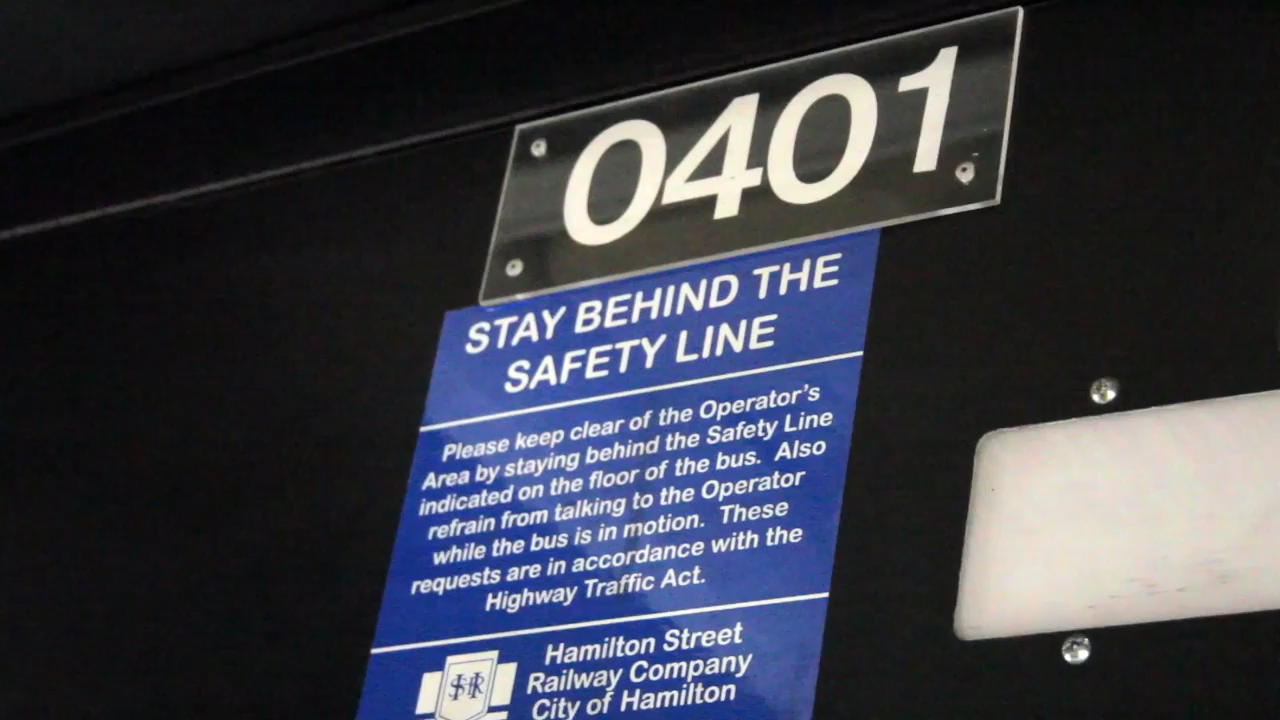 0401
STAY BEHIND THE
SAFETY LINE
Please keep clear of the Operator's
Area by staying behind the Safety Line
indicated on the floor of the bus. Also
refrain from talking to the Operator
while the bus is in motion. These
requests are in accordance with the
Highway Traffic Act.
HSR
Hamilton Street
Railway Company
City of Hamilton